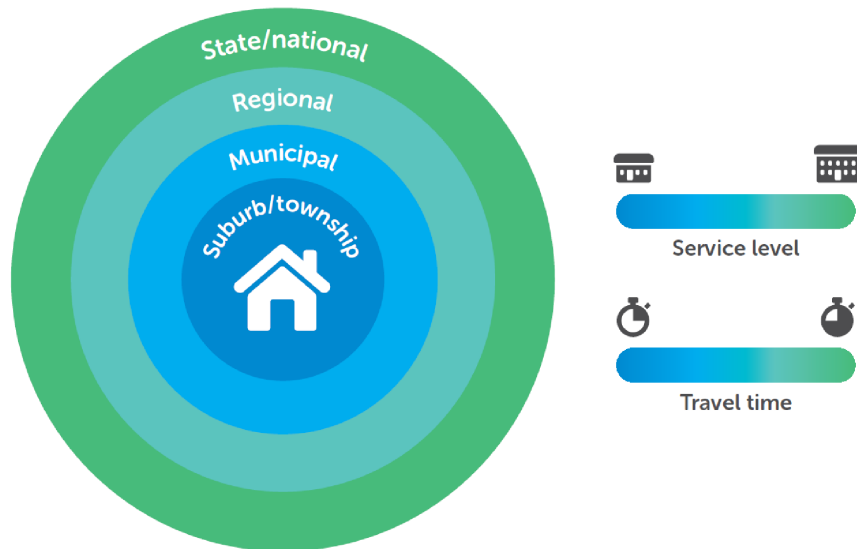 State/national
Regional
Municipal
Suburb/township
Service level
Travel time